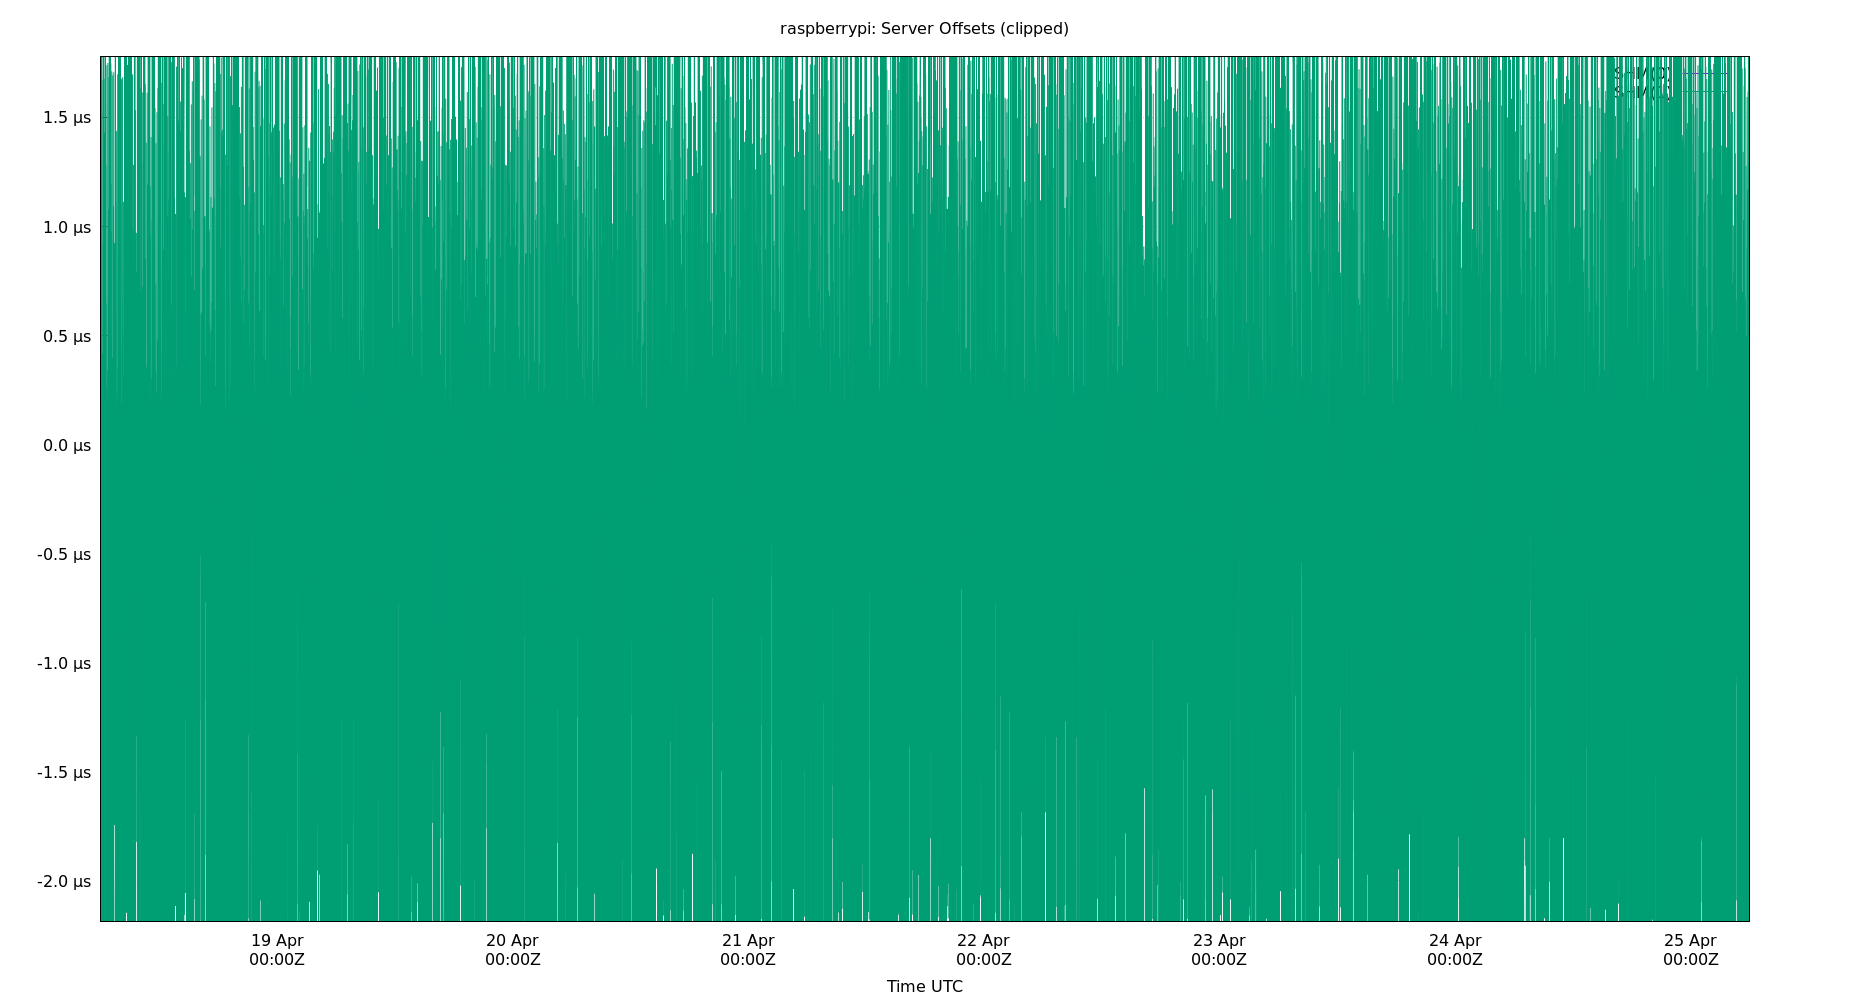 raspberrypi: Server Offsets (clipped)
1.5 µs
1.0 µs
0.5 µs
0.0 µs
-0.5 µs
-1.0 µs
-1.5 µs
-2.0 µs
19 Apr
00:00Z
20 Apr
00:00Z
21 Apr
00:00Z
22 Apr
00:00Z
23 Apr
00:00Z
24 Apr
00:00Z
25 Apr
00:00Z
Time UTC